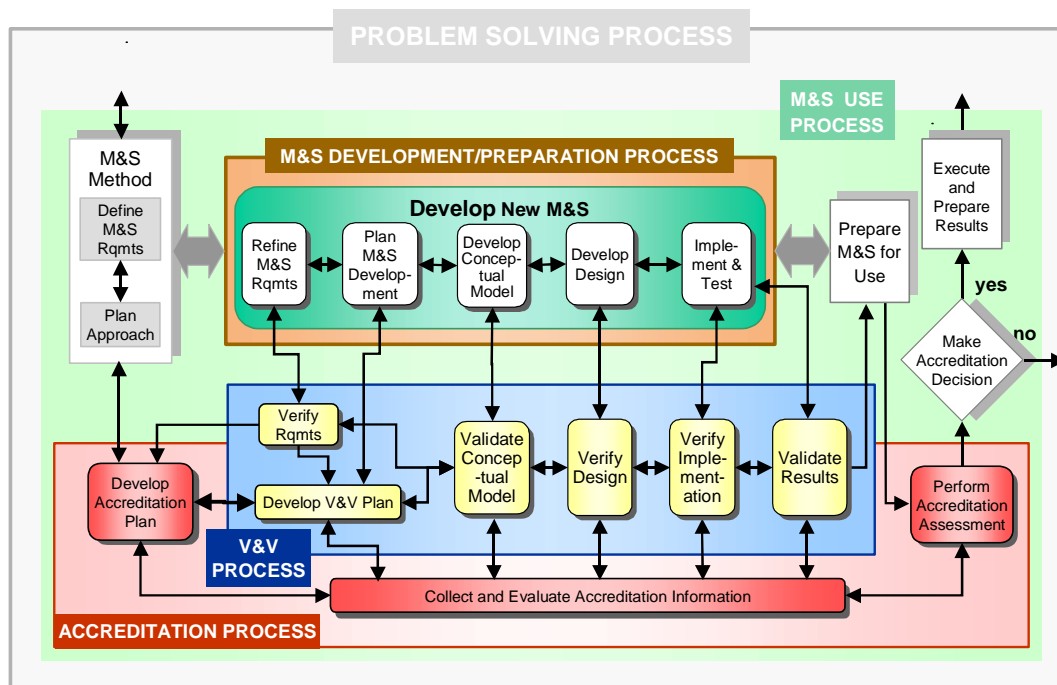 PROBLEM SOLVING PROCESS
M&S USE
PROCESS
M&S DEVELOPMENT/PREPARATION PROCESS
M&S
Method
Define
M&S
Rqmts
Plan
Approach
Develop New M&S
Refine
M&S
Rqmts
Plan M&S
Develop-
ment
Develop
Concep-
tual
Model
Develop
Design
Imple-
ment &
Test
Prepare
M&S for
Use
Execute
and
Prepare
Results
yes
no
Make
Accreditation
Decision
Verify
Rqmts
Develop V&V Plan
Validate
Concep
-tual
Model
Verify
Design
Verify
Imple-
ment-
ation
Validate
Results
Develop
Accreditation
Plan
Perform
Accreditation
Assessment
V&V
PROCESS
Collect and Evaluate Accreditation Information
ACCREDITATION PROCESS